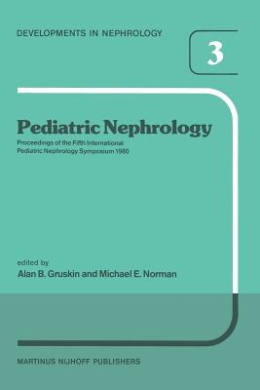 DEVELOPMENTS IN NEPHROLOGY
3
Pediatric Nephrology
Proceedings of the Fifth International
Pediatric Nephrology Symposium 1980
edited by
Alan B. Gruskin and Michael E. Norman
MARTINUS NIJHOFF PUBLISHERS